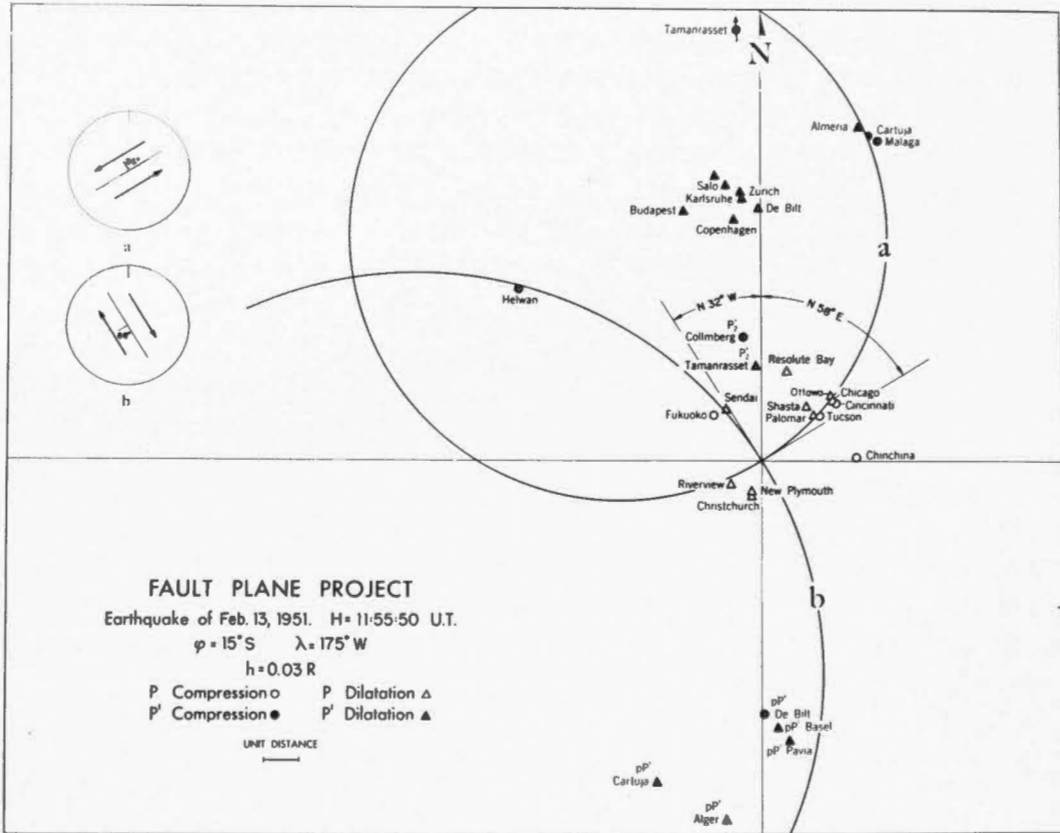 Tamanrasset
N
Almeria
Cartuja
Malaga
Salo
Zurich
Karlsruhe
Budapest
De Bilt
Copenhagen
a
a
b
Helwan
N 32° W
N 58° E
P'2
Collmberg
P'2
Tamanrasset
Resolute Bay
Ottowa
Chicago
Sendai
Shasta
Cincinnati
Fukuoko
Palomar
Tucson
Chinchina
Riverview
New Plymouth
Christchurch
b
FAULT PLANE PROJECT
Earthquake of Feb. 13, 1951. H = 11:55:50 U.T.
φ = 15° S λ = 175° W
h = 0.03 R
P Compression P Dilatation
P' Compression P' Dilatation
UNIT DISTANCE
pP'
De Bilt
pP' Basel
pP' Pavia
pP'
Cartuja
pP'
Alger